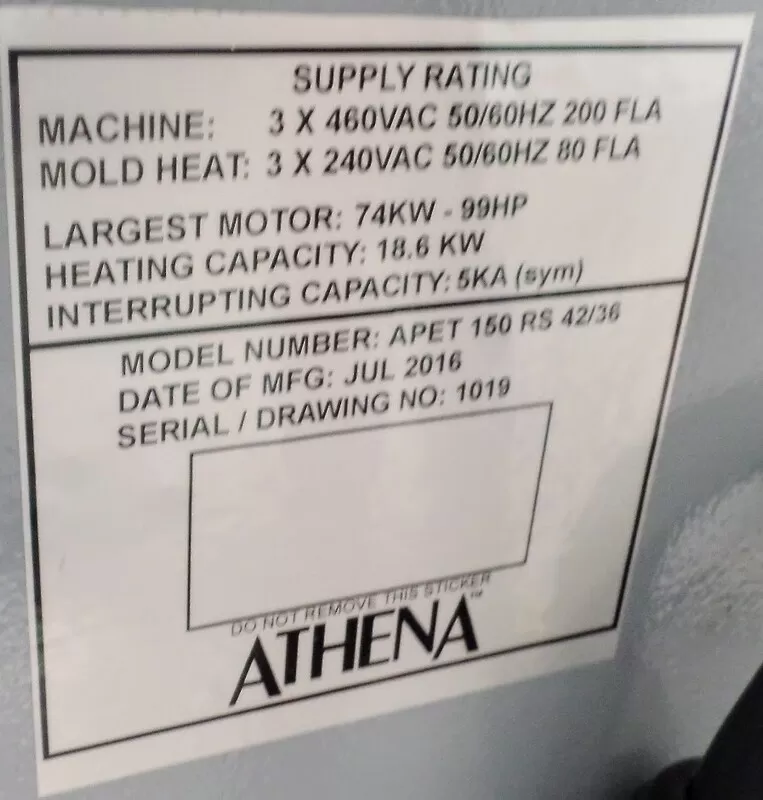 SUPPLY RATING
MACHINE: 3 X 460VAC 50/60HZ 200 FLA
MOLD HEAT: 3 X 240VAC 50/60HZ 80 FLA
LARGEST MOTOR: 74KW - 99HP
HEATING CAPACITY: 18.6 KW
INTERRUPTING CAPACITY: 5KA (sym)
MODEL NUMBER: APET 150 RS 42/36
DATE OF MFG: JUL 2016
SERIAL / DRAWING NO: 1019
DO NOT REMOVE THIS STICKER
ATHENA™